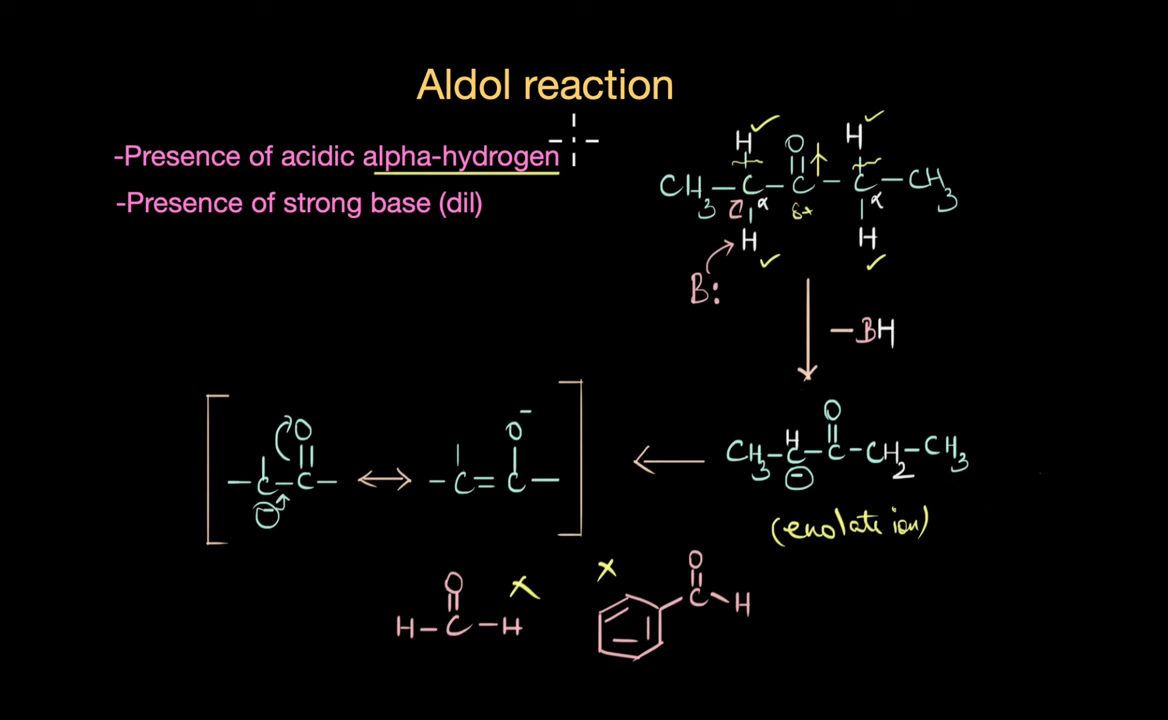 Aldol reaction
-Presence of acidic alpha-hydrogen
-Presence of strong base (dil)
H O H
CH3-C-C-C-CH3
α δ+ α
H H
B:
-BH
O
CH3-C-C-CH2-CH3
H
⊖
(enolate ion)
O O⁻
-C-C- ↔ -C=C-
⊖
O
H-C-H
×
×
O
C-H